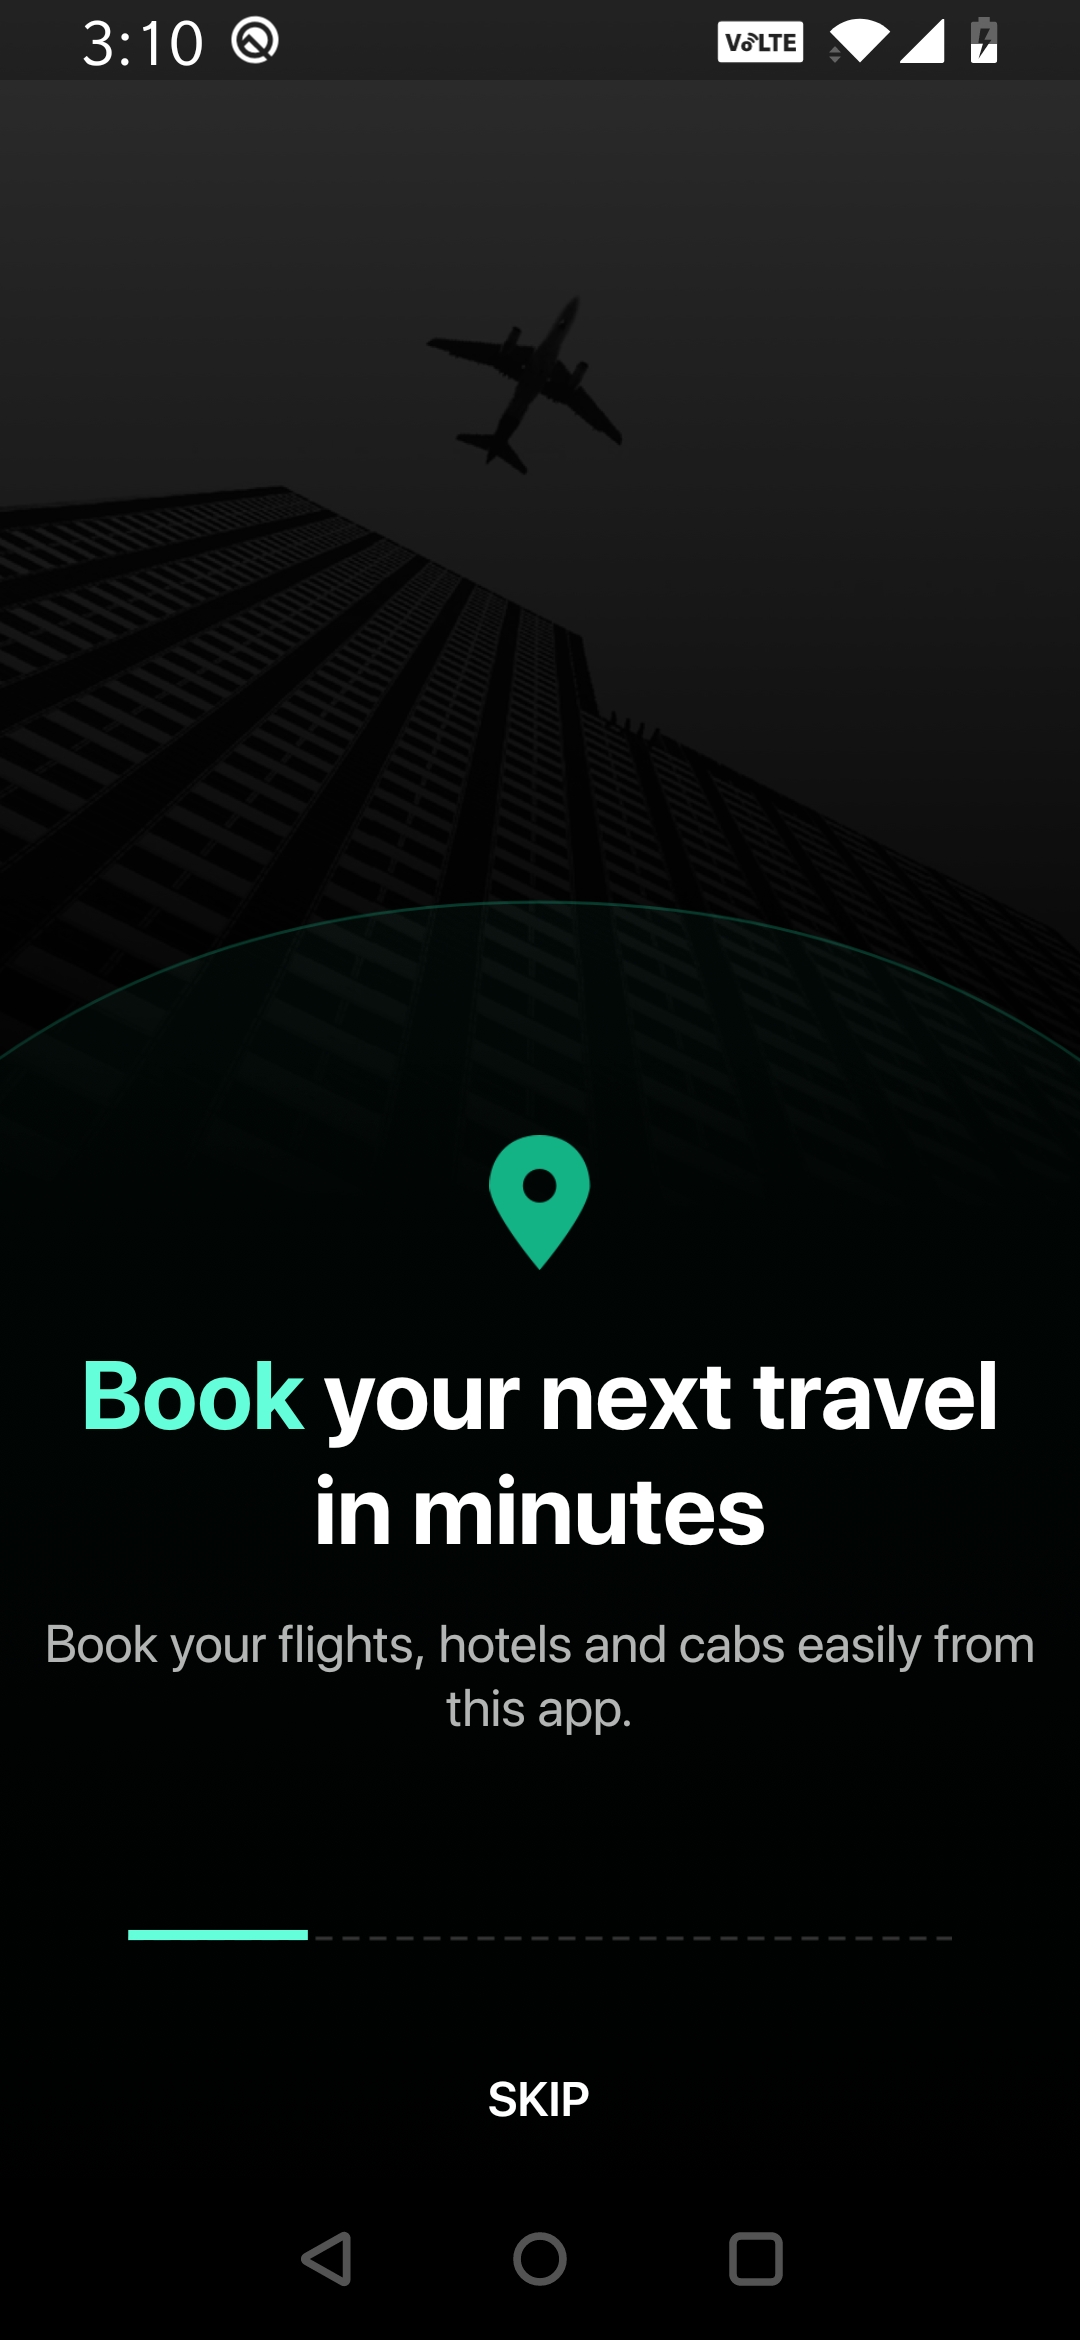 3:10
VoLTE
Book your next travel
in minutes
Book your flights, hotels and cabs easily from
this app.
SKIP